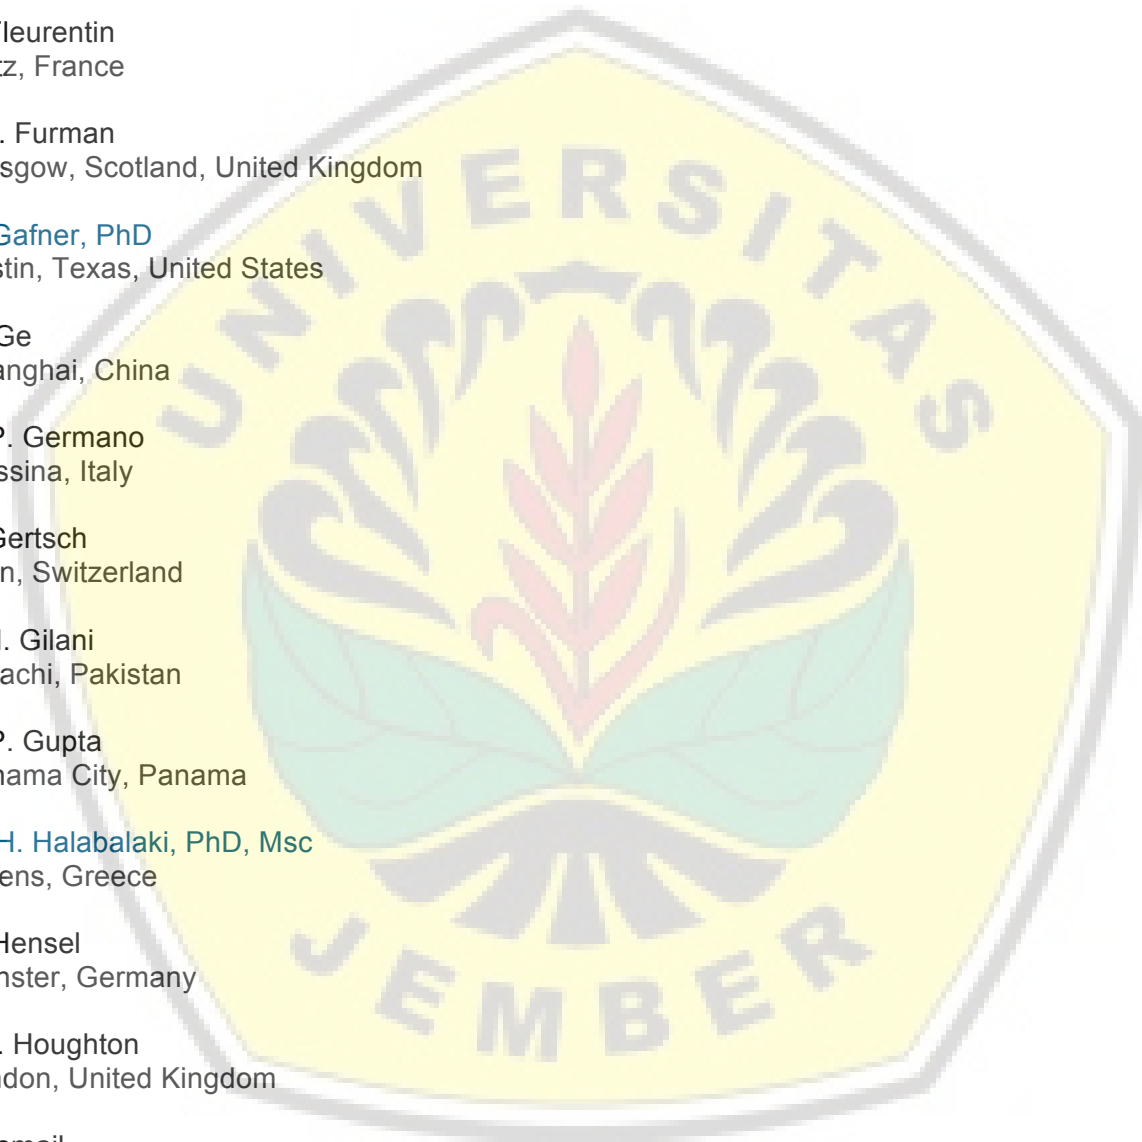 leurentin
tz, France
. Furman
sgow, Scotland, United Kingdom
Gafner, PhD
stin, Texas, United States
Ge
anghai, China
P. Germano
ssina, Italy
Gertsch
n, Switzerland
. Gilani
achi, Pakistan
P. Gupta
nama City, Panama
H. Halabalaki, PhD, Msc
ens, Greece
Hensel
nster, Germany
. Houghton
ndon, United Kingdom
UNIVERSITAS
JEMBER